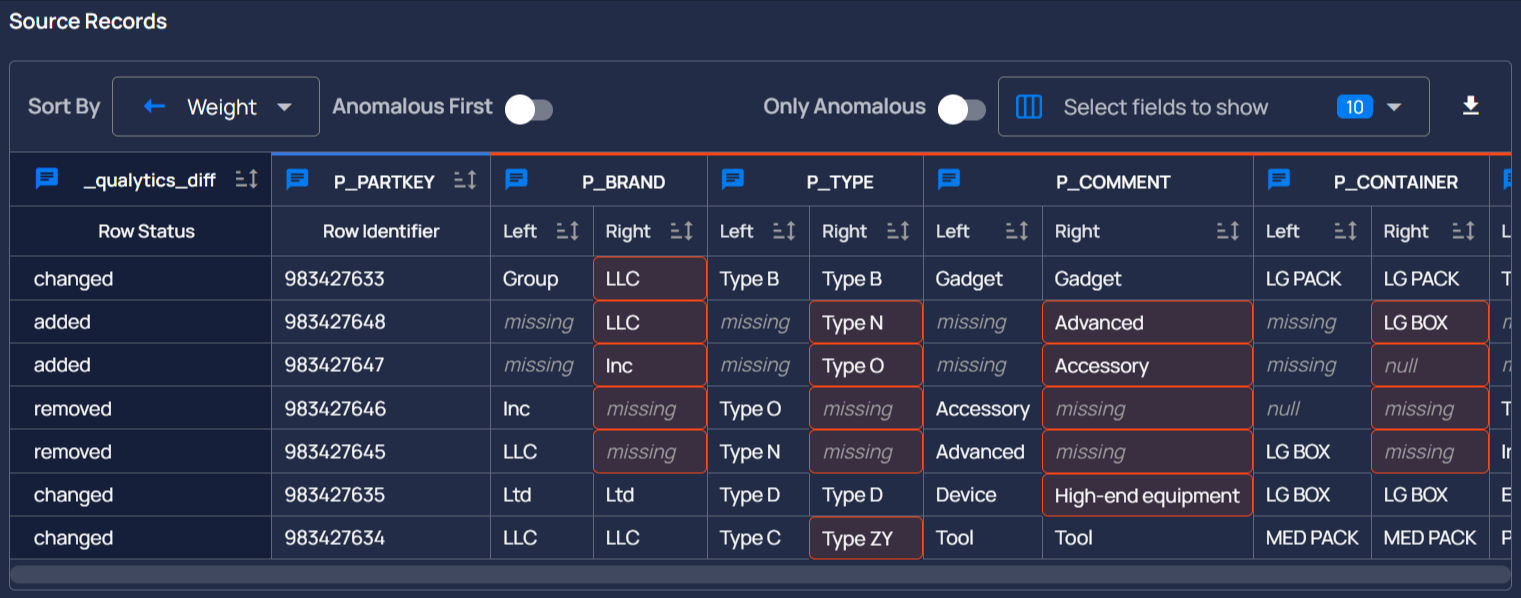 Source Records
Sort By Weight Anomalous First Only Anomalous Select fields to show 10
_qualytics_diff P_PARTKEY P_BRAND P_TYPE P_COMMENT P_CONTAINER
Row Status Row Identifier Left Right Left Right Left Right Left Right L
changed 983427633 Group LLC Type B Type B Gadget Gadget LG PACK LG PACK T
added 983427648 missing LLC missing Type N missing Advanced missing LG BOX
added 983427647 missing Inc missing Type O missing Accessory missing null
removed 983427646 Inc missing Type O missing Accessory missing null missing T
removed 983427645 LLC missing Type N missing Advanced missing LG BOX missing
changed 983427635 Ltd Ltd Type D Type D Device High-end equipment LG BOX LG BOX E
changed 983427634 LLC LLC Type C Type ZY Tool Tool MED PACK MED PACK P